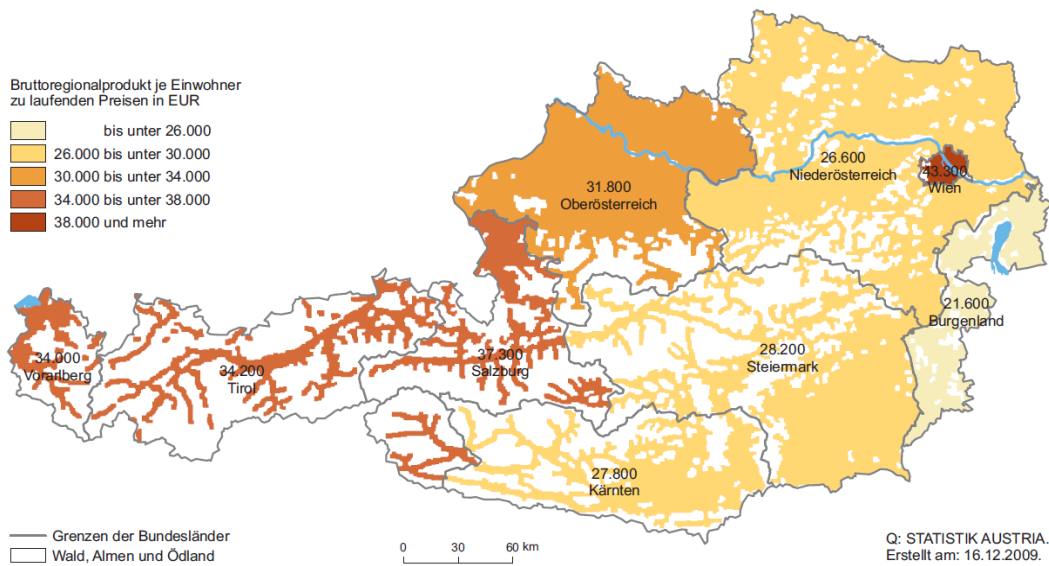 Bruttoregionalprodukt je Einwohner
zu laufenden Preisen in EUR
bis unter 26.000
26.000 bis unter 30.000
30.000 bis unter 34.000
34.000 bis unter 38.000
38.000 und mehr
26.600
Niederösterreich
43.300
Wien
31.800
Oberösterreich
21.600
Burgenland
34.000
Vorarlberg
34.200
Tirol
37.300
Salzburg
28.200
Steiermark
27.800
Kärnten
Grenzen der Bundesländer
Wald, Almen und Ödland
0 30 60 km
Q: STATISTIK AUSTRIA.
Erstellt am: 16.12.2009.